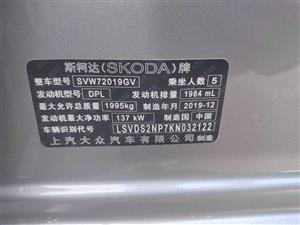 斯柯达(SKODA)牌
整车型号 SVW72019GV 乘坐人数 5
发动机型号 DPL 发动机排量 1984 mL
最大允许总质量 1995kg 制造年月 2019-12
发动机最大净功率 137 kW 制造国 中国
车辆识别代号 LSVDS2NP7KN032122
上汽大众汽车有限公司 制造